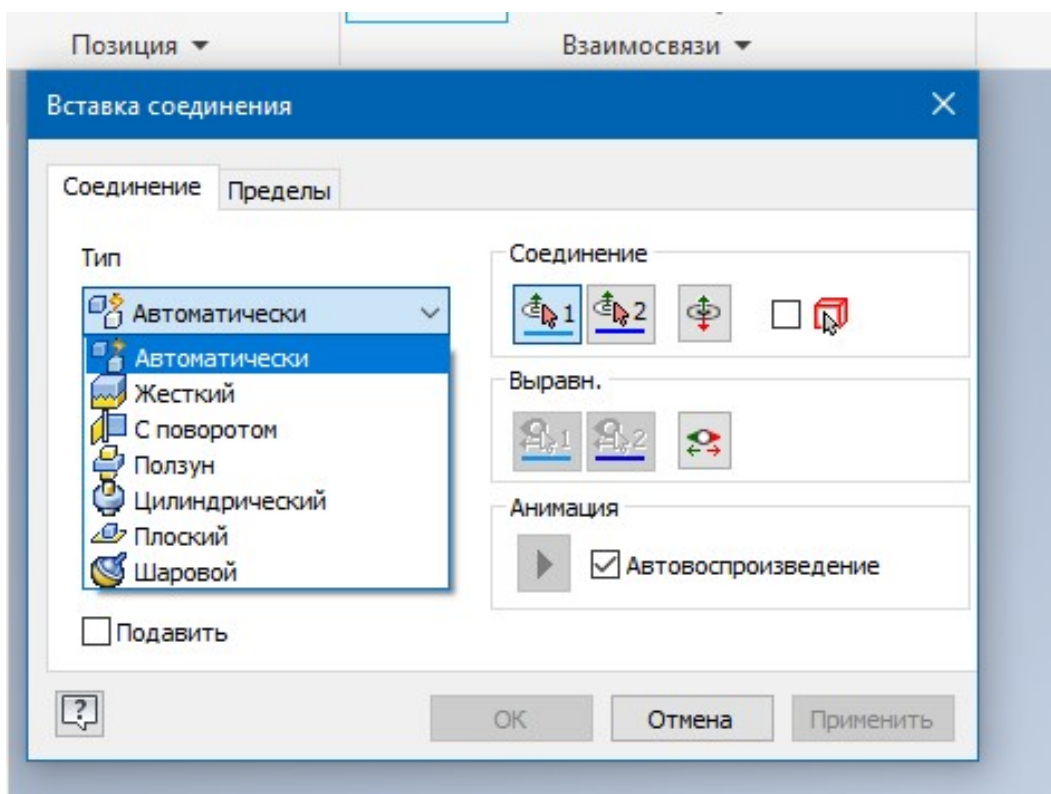 Позиция
Взаимосвязи
Вставка соединения
Соединение
Пределы
Тип
Автоматически
Автоматически
Жесткий
С поворотом
Ползун
Цилиндрический
Плоский
Шаровой
Подавить
Соединение
1 2
Выравн.
1 2
Анимация
Автовоспроизведение
?
ОК
Отмена
Применить